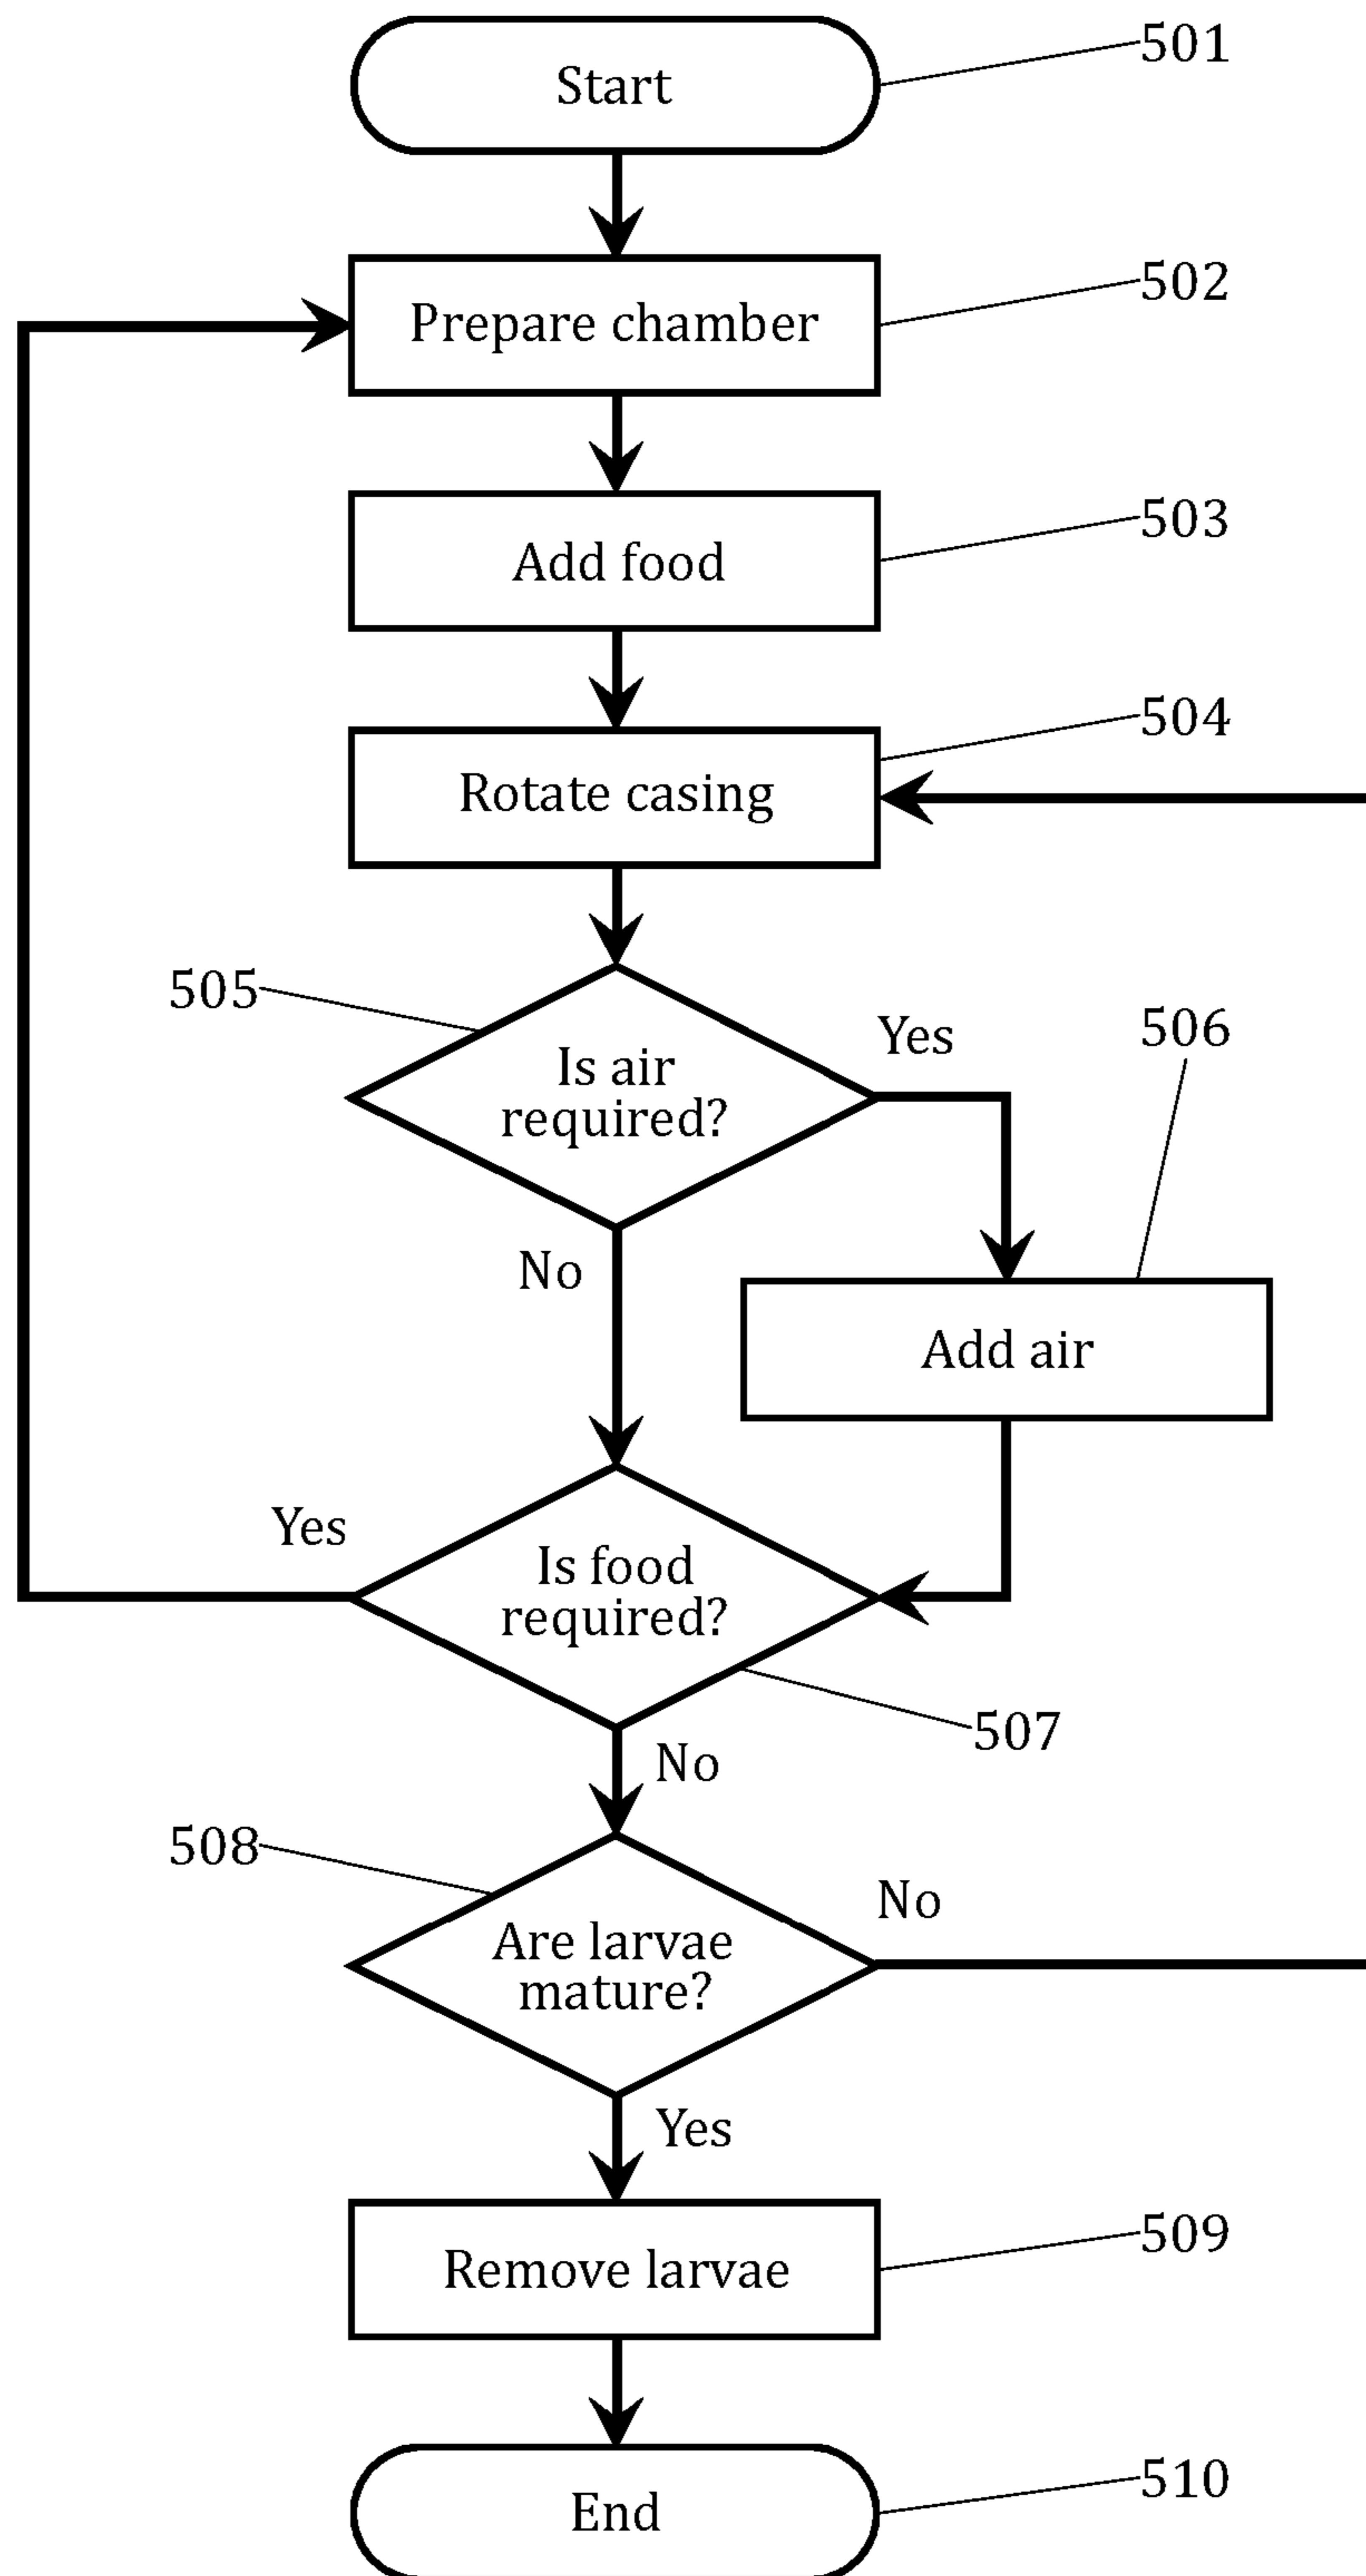 Start
501
Prepare chamber
502
Add food
503
Rotate casing
504
505
Is air
required?
Yes
506
No
Add air
Yes
Is food
required?
507
No
508
Are larvae
mature?
No
Yes
Remove larvae
509
End
510